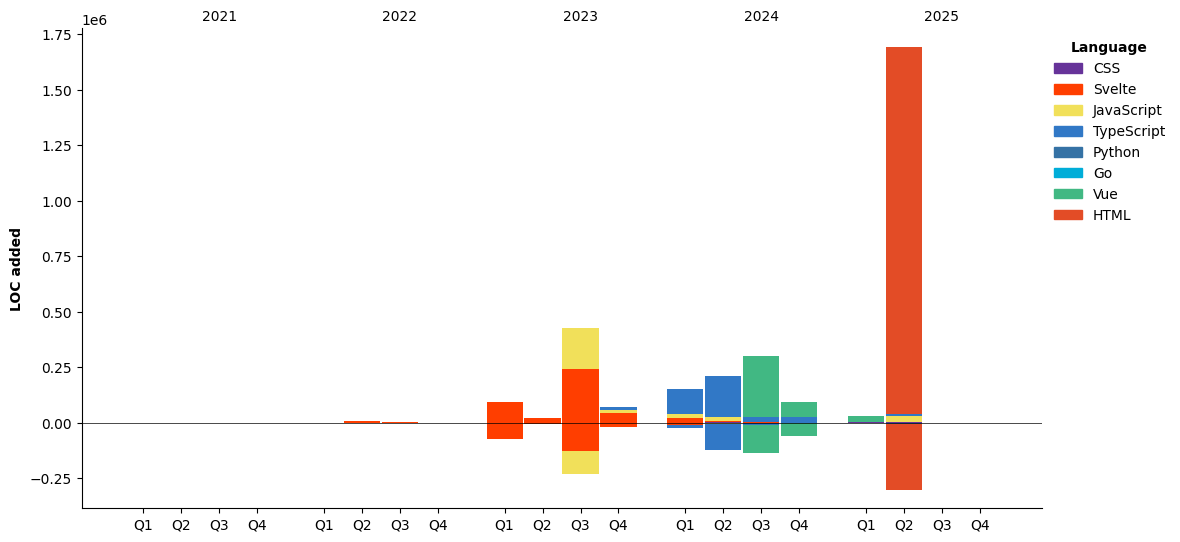 2021 2022 2023 2024 2025
1e6
1.75
1.50
1.25
1.00
0.75
0.50
0.25
0.00
−0.25
LOC added
Q1 Q2 Q3 Q4 Q1 Q2 Q3 Q4 Q1 Q2 Q3 Q4 Q1 Q2 Q3 Q4 Q1 Q2 Q3 Q4
Language
CSS
Svelte
JavaScript
TypeScript
Python
Go
Vue
HTML